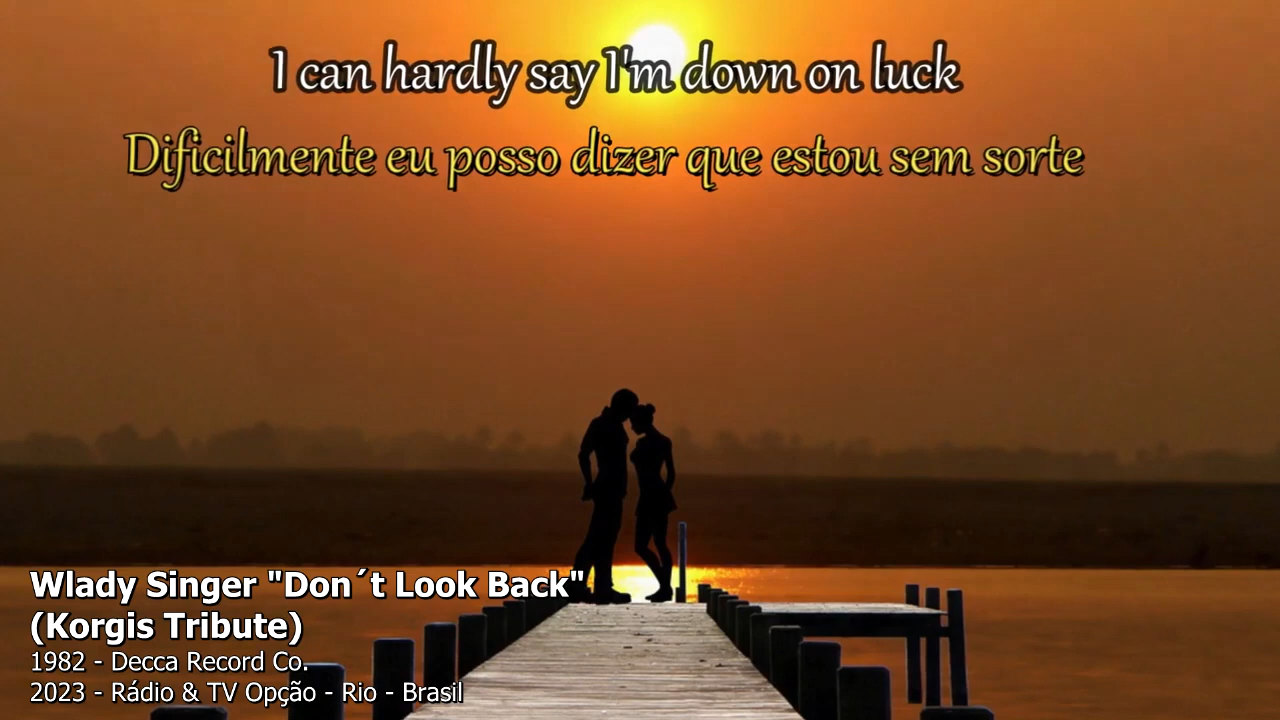 I can hardly say I'm down on luck
Dificilmente eu posso dizer que estou sem sorte
Wlady Singer "Don´t Look Back"
(Korgis Tribute)
1982 - Decca Record Co.
2023 - Rádio & TV Opção - Rio - Brasil